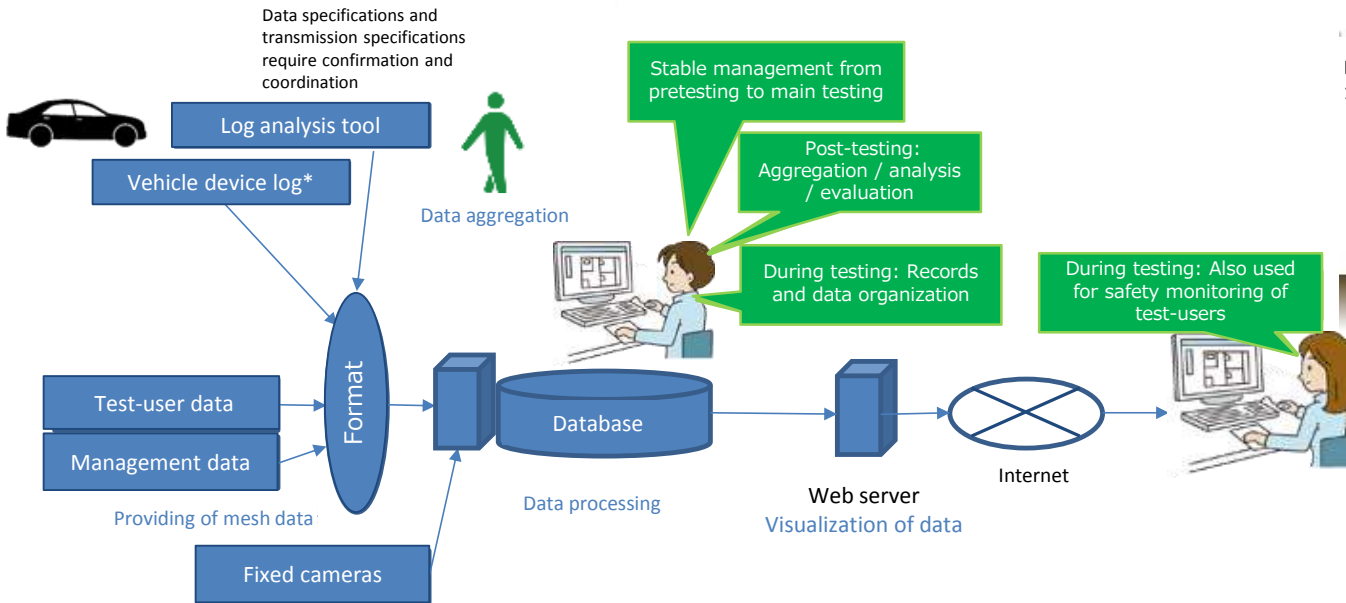 Data specifications and
transmission specifications
require confirmation and
coordination
Log analysis tool
Vehicle device log*
Data aggregation
Stable management from
pretesting to main testing
Post-testing:
Aggregation / analysis
/ evaluation
During testing: Records
and data organization
During testing: Also used
for safety monitoring of
test-users
Test-user data
Management data
Providing of mesh data
Format
Fixed cameras
Database
Data processing
Web server
Visualization of data
Internet